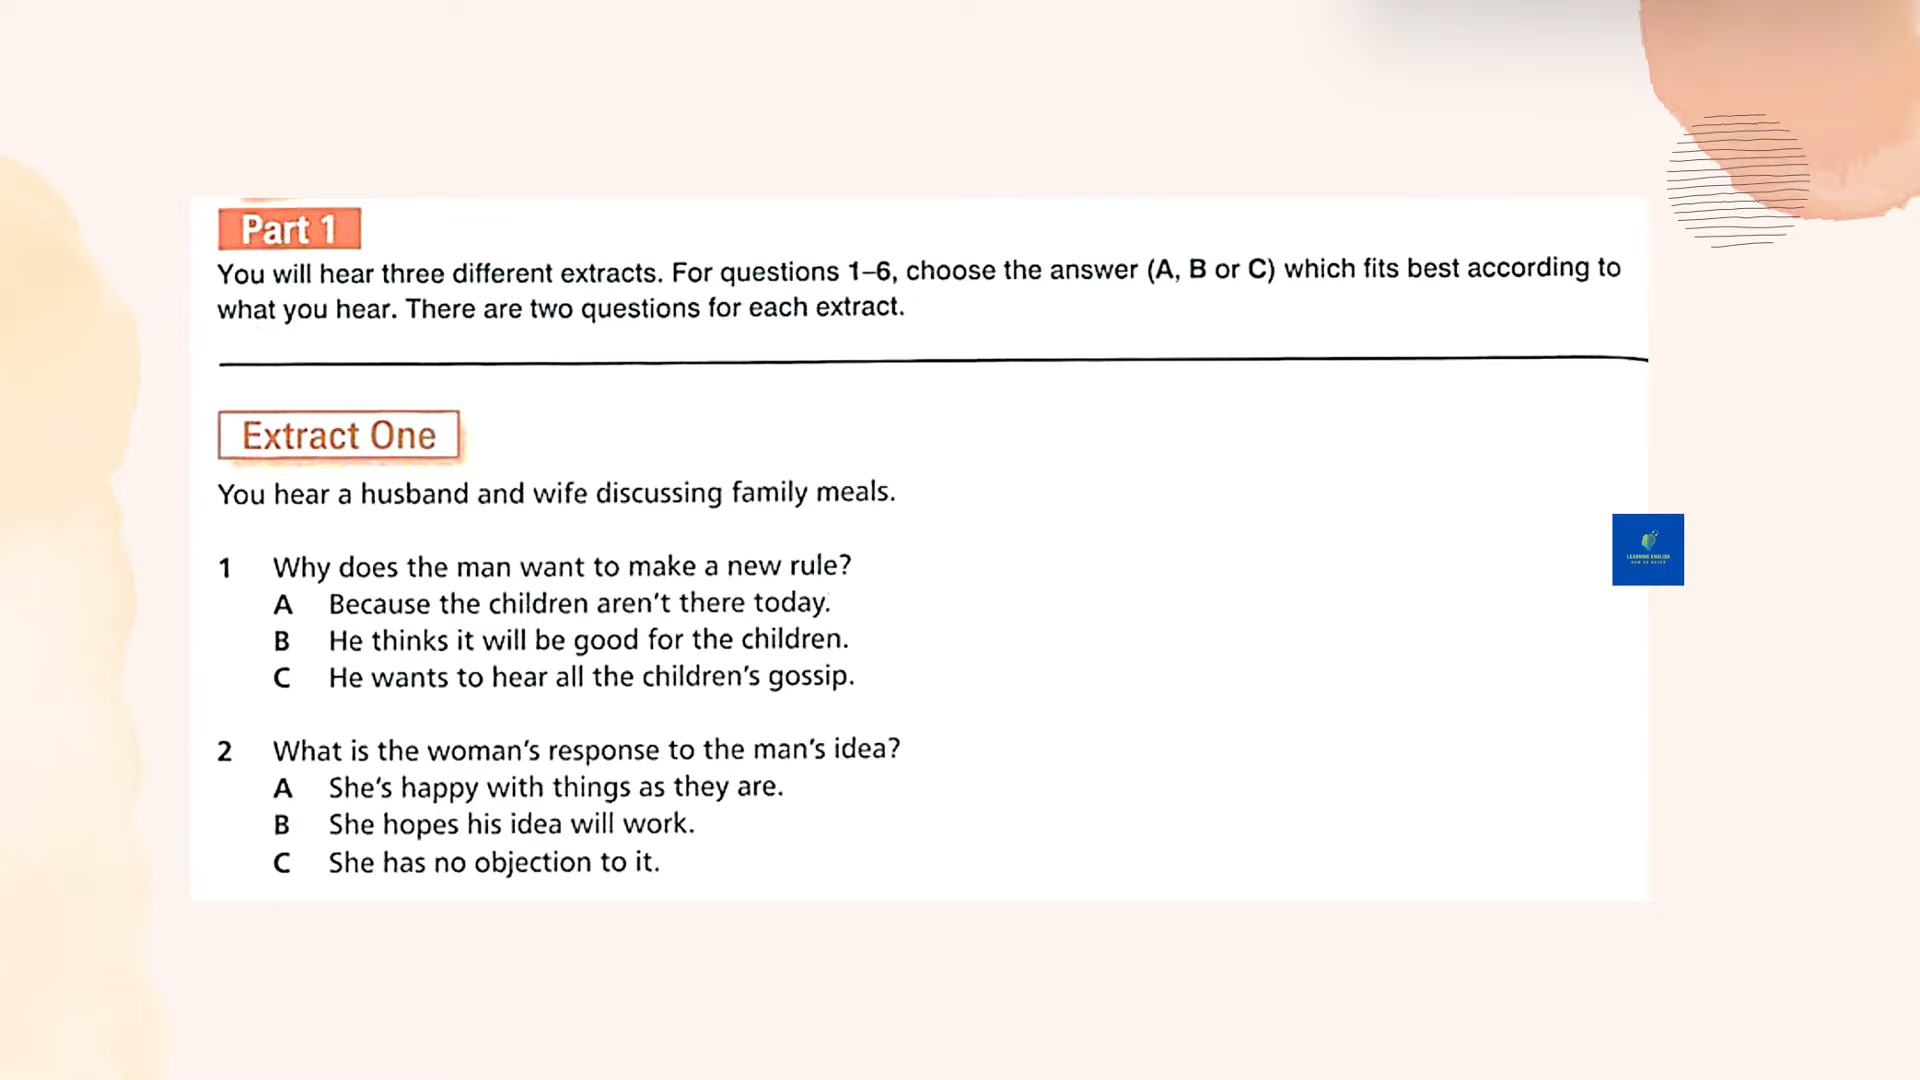 Part 1
You will hear three different extracts. For questions 1–6, choose the answer (A, B or C) which fits best according to
what you hear. There are two questions for each extract.
Extract One
You hear a husband and wife discussing family meals.
1 Why does the man want to make a new rule?
A Because the children aren't there today.
B He thinks it will be good for the children.
C He wants to hear all the children's gossip.
2 What is the woman's response to the man's idea?
A She's happy with things as they are.
B She hopes his idea will work.
C She has no objection to it.
LEARNING ENGLISH
NOW OR NEVER